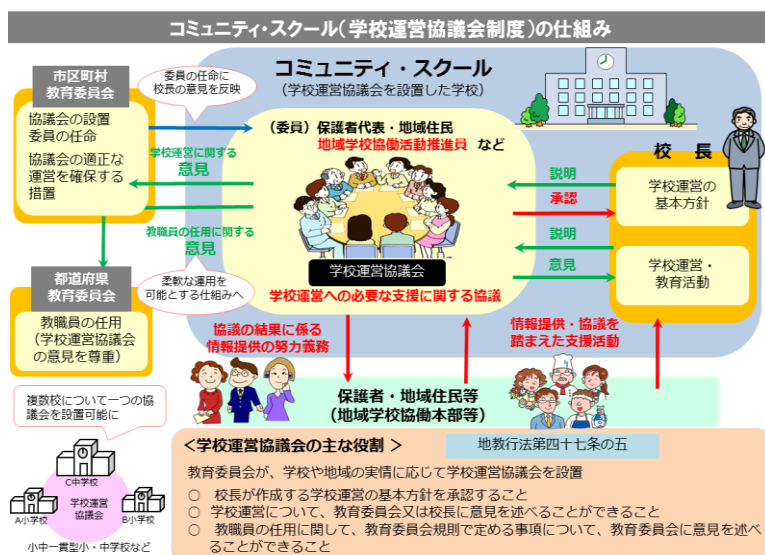 コミュニティ・スクール(学校運営協議会制度)の仕組み
市区町村
教育委員会
協議会の設置
委員の任命
協議会の適正な
運営を確保する
措置
委員の任命に
校長の意見を反映
学校運営に関する
意見
教職員の任用に関する
意見
都道府県
教育委員会
教職員の任用
(学校運営協議会
の意見を尊重)
柔軟な運用を
可能とする仕組みへ
コミュニティ・スクール
(学校運営協議会を設置した学校)
(委員)保護者代表・地域住民
地域学校協働活動推進員 など
学校運営協議会
学校運営への必要な支援に関する協議
説明
承認
説明
意見
校 長
学校運営の
基本方針
学校運営・
教育活動
協議の結果に係る
情報提供の努力義務
情報提供・協議を
踏まえた支援活動
保護者・地域住民等
(地域学校協働本部等)
複数校について一つの協
議会を設置可能に
C中学校
学校運営
協議会
A小学校
B小学校
小中一貫型小・中学校など
<学校運営協議会の主な役割 >
地教行法第四十七条の五
教育委員会が、学校や地域の実情に応じて学校運営協議会を設置
○ 校長が作成する学校運営の基本方針を承認すること
○ 学校運営について、教育委員会又は校長に意見を述べることができること
○ 教職員の任用に関して、教育委員会規則で定める事項について、教育委員会に意見を述べ
ることができること